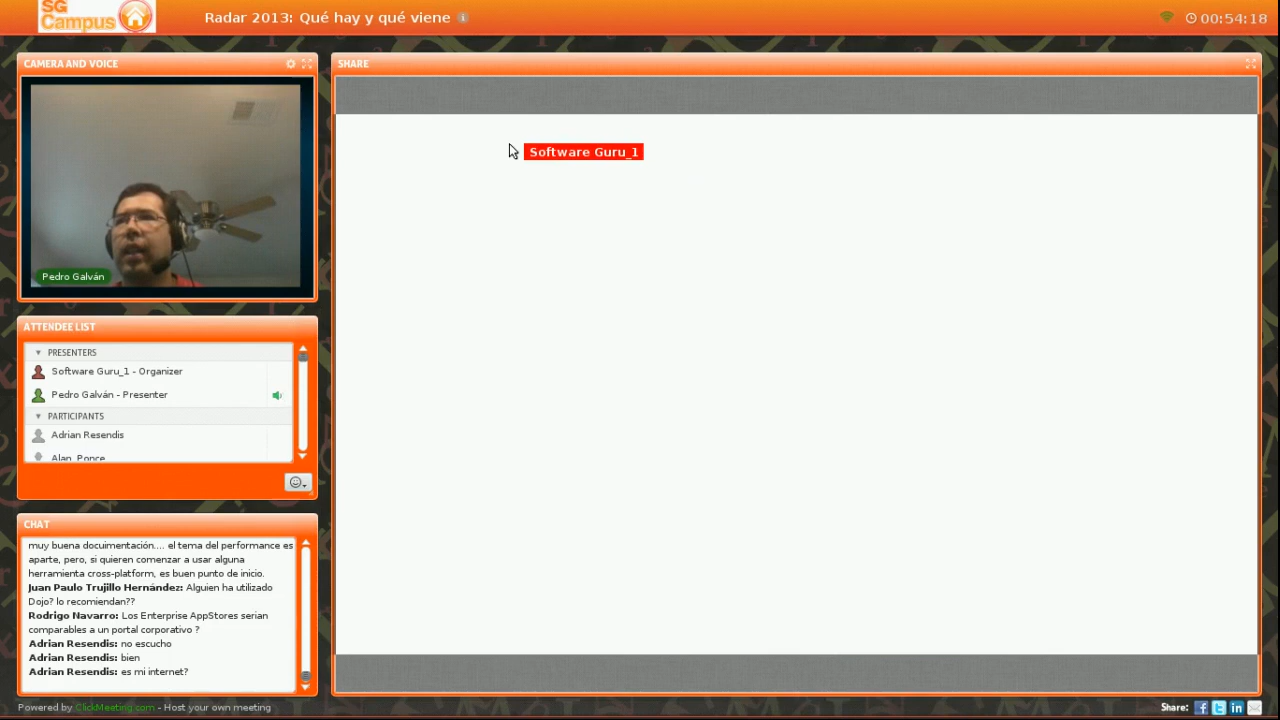 SG
Campus
Radar 2013: Qué hay y qué viene
00:54:18
CAMERA AND VOICE
SHARE
Software Guru_1
Pedro Galván
ATTENDEE LIST
PRESENTERS
Software Guru_1 - Organizer
Pedro Galván - Presenter
PARTICIPANTS
Adrian Resendis
Alan Ponce
CHAT
muy buena docuimentación.... el tema del performance es
aparte, pero, si quieren comenzar a usar alguna
herramienta cross-platform, es buen punto de inicio.
Juan Paulo Trujillo Hernández: Alguien ha utilizado
Dojo? lo recomiendan??
Rodrigo Navarro: Los Enterprise AppStores serian
comparables a un portal corporativo ?
Adrian Resendis: no escucho
Adrian Resendis: bien
Adrian Resendis: es mi internet?
Powered by ClickMeeting.com - Host your own meeting
Share: